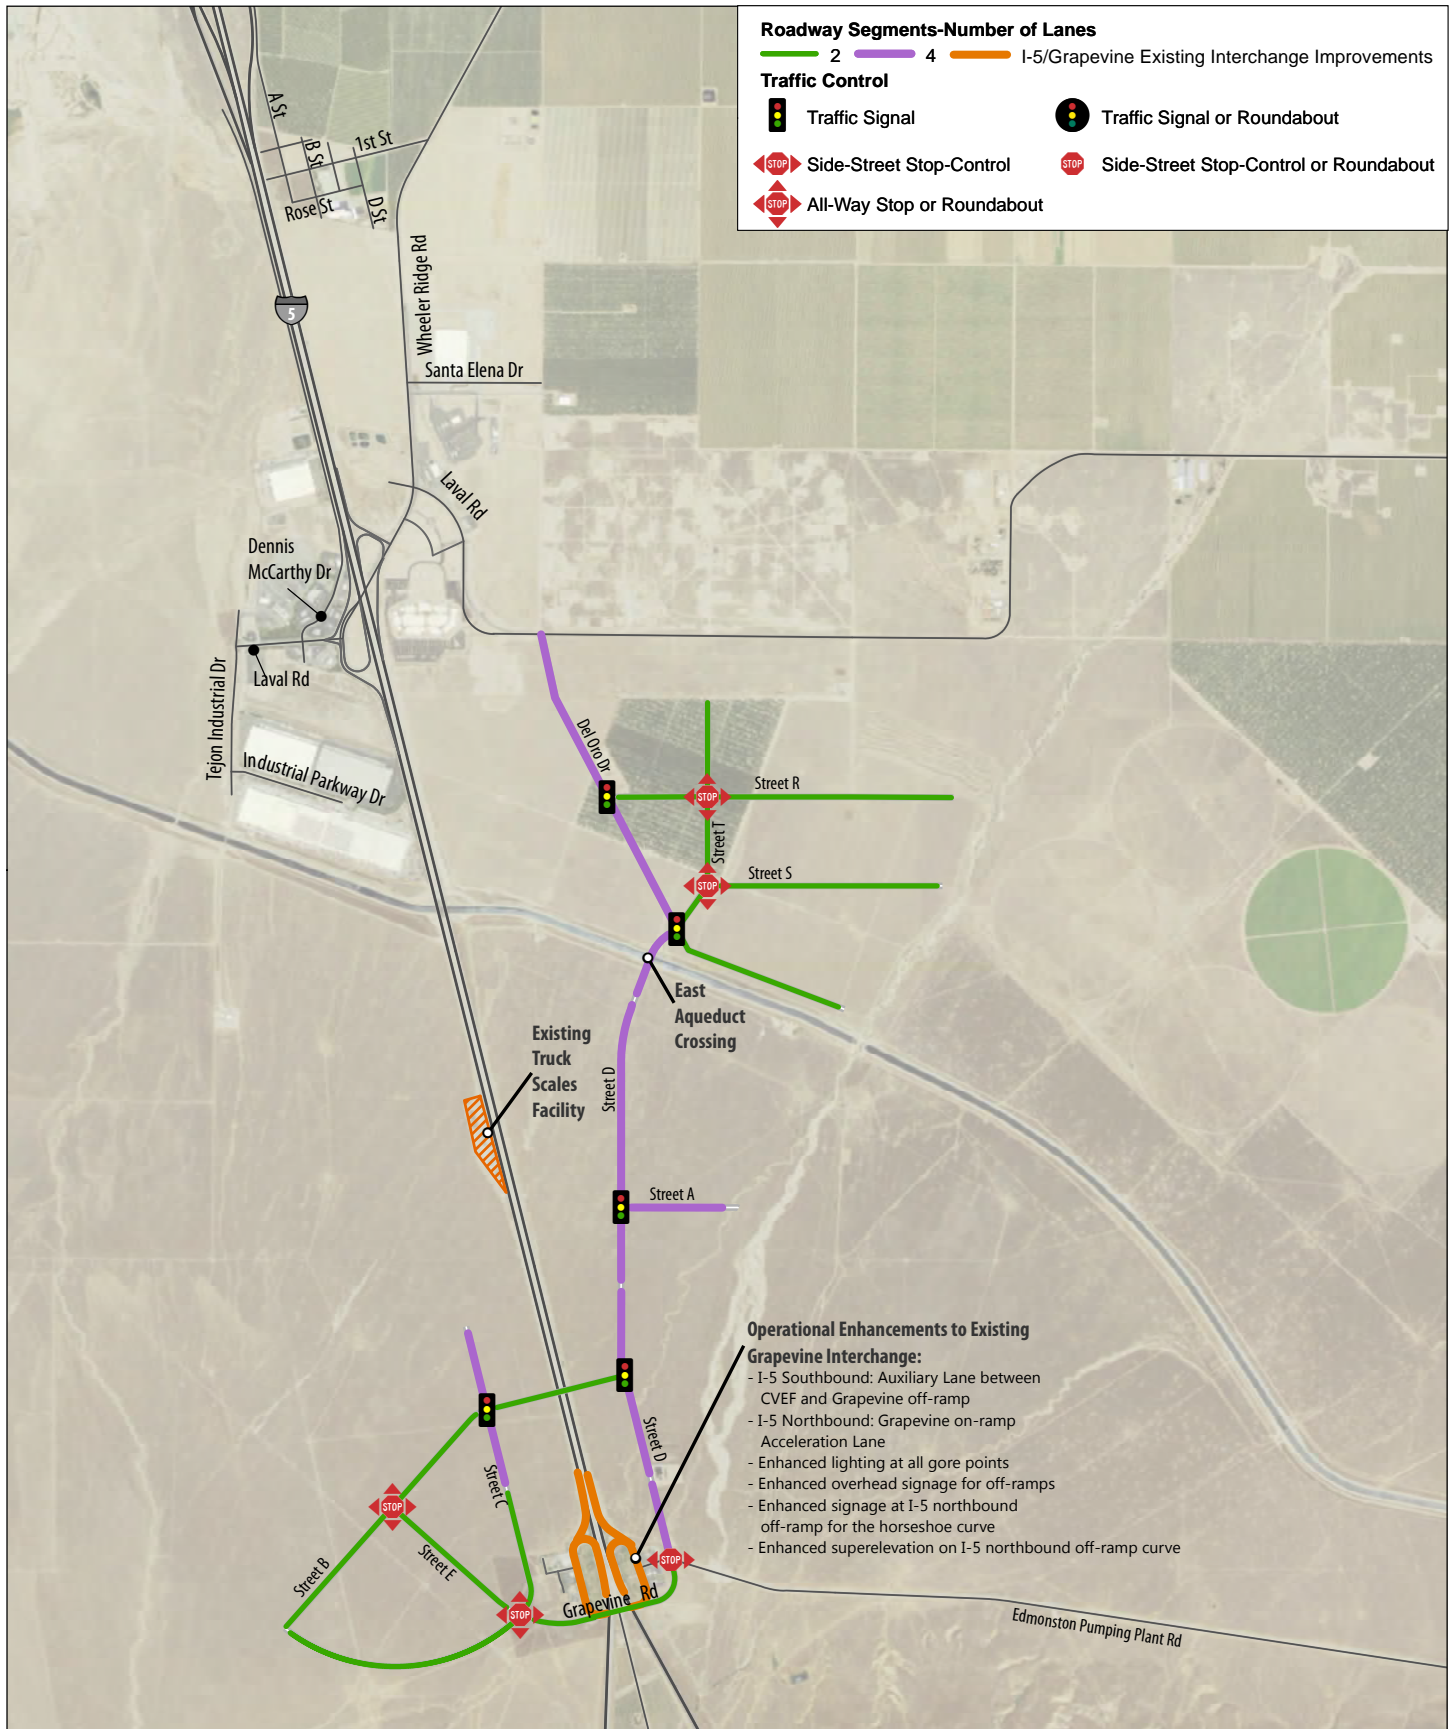 Roadway Segments-Number of Lanes
2 4 I-5/Grapevine Existing Interchange Improvements
Traffic Control
Traffic Signal
Traffic Signal or Roundabout
STOP Side-Street Stop-Control
STOP Side-Street Stop-Control or Roundabout
STOP All-Way Stop or Roundabout
A St
B St
1st St
Rose St
D St
Wheeler Ridge Rd
5
Santa Elena Dr
Laval Rd
Dennis
McCarthy Dr
Laval Rd
Tejon Industrial Dr
Industrial Parkway Dr
Del Oro Dr
STOP
Street R
Street T
STOP
Street S
East
Aqueduct
Crossing
Existing
Truck
Scales
Facility
Street D
Street A
Operational Enhancements to Existing
Grapevine Interchange:
- I-5 Southbound: Auxiliary Lane between
CVEF and Grapevine off-ramp
- I-5 Northbound: Grapevine on-ramp
Acceleration Lane
- Enhanced lighting at all gore points
- Enhanced overhead signage for off-ramps
- Enhanced signage at I-5 northbound
off-ramp for the horseshoe curve
- Enhanced superelevation on I-5 northbound off-ramp curve
Street D
Street C
STOP
Street E
Street B
STOP
STOP
Grapevine Rd
Edmonston Pumping Plant Rd